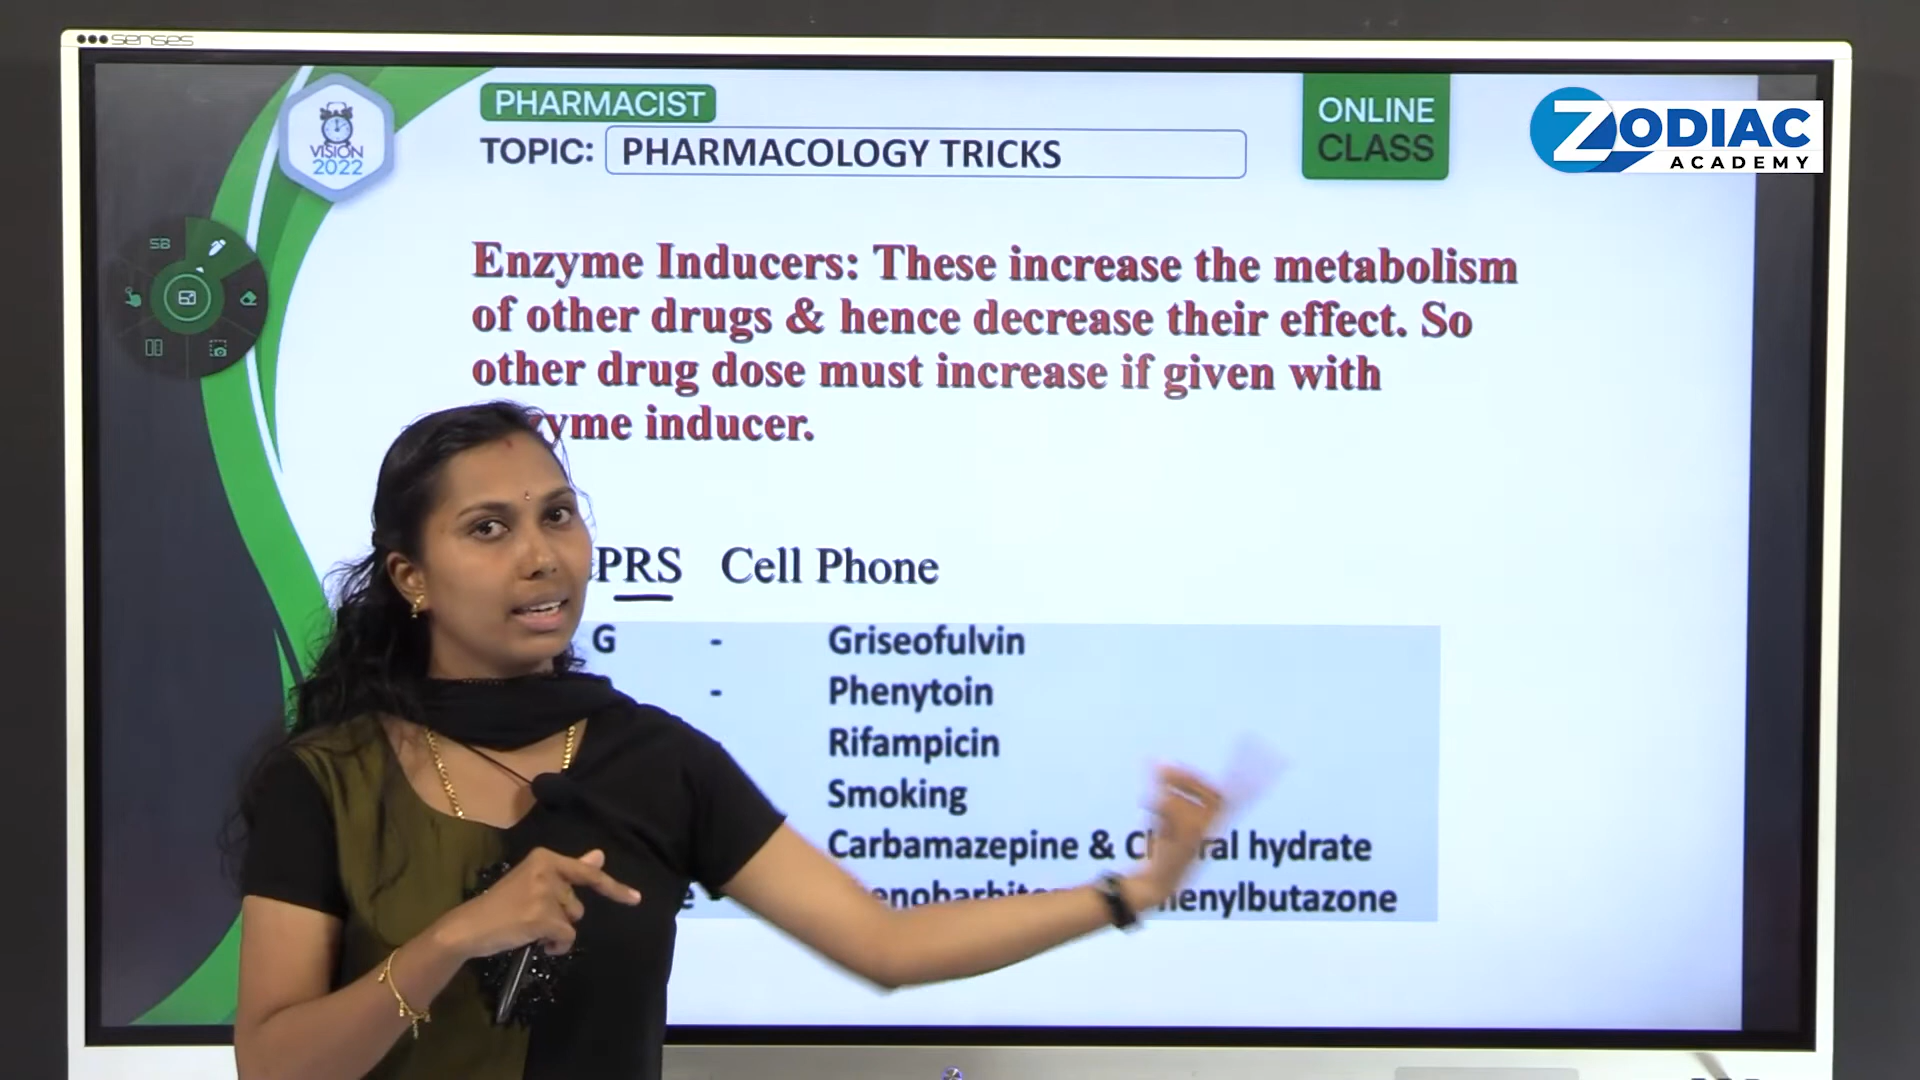 senses
PHARMACIST
TOPIC: PHARMACOLOGY TRICKS
ONLINE
CLASS
ZODIAC
ACADEMY
VISION
2022
SB
Enzyme Inducers: These increase the metabolism
of other drugs & hence decrease their effect. So
other drug dose must increase if given with
zyme inducer.
PRS Cell Phone
G - Griseofulvin
- Phenytoin
Rifampicin
Smoking
Carbamazepine & hydrate